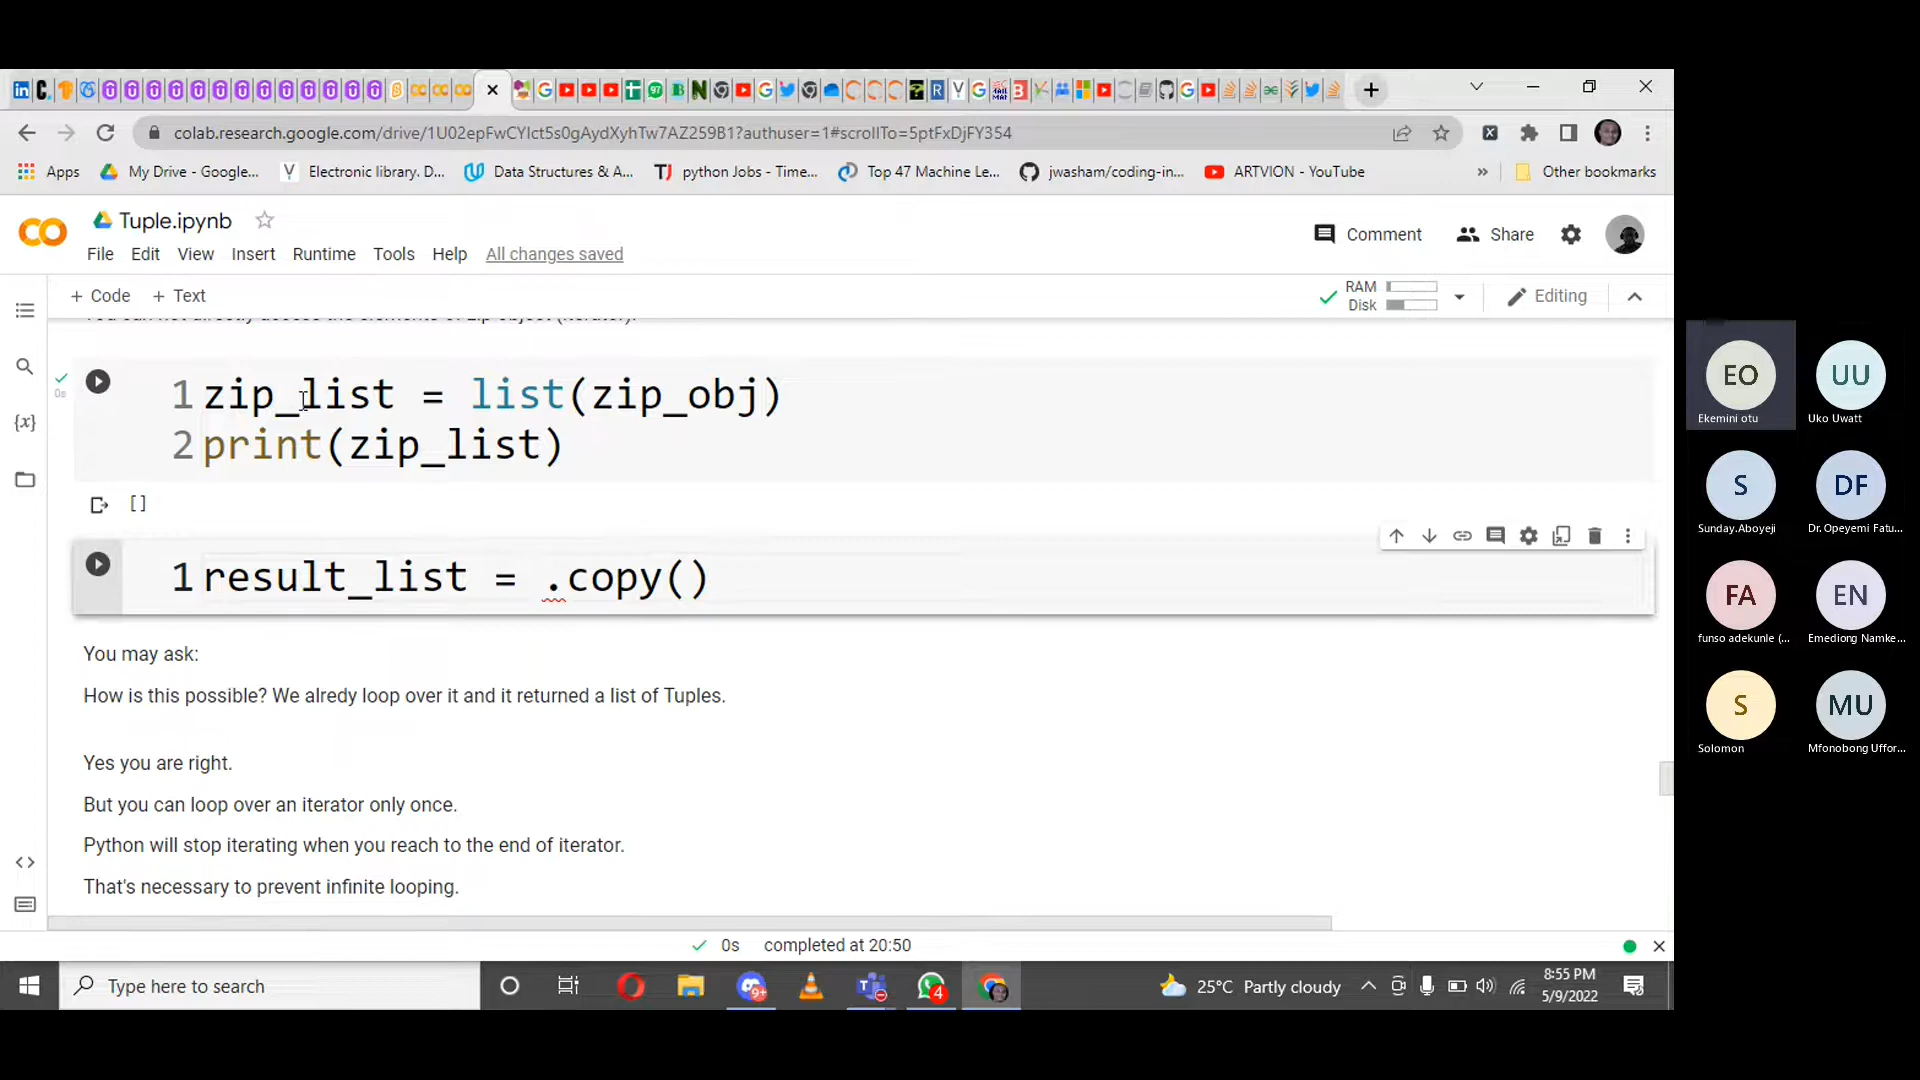 colab.research.google.com/drive/1U02epFwCYIct5s0gAydXyhTw7AZ259B1?authuser=1#scrollTo=5ptFxDjFY354
Apps
My Drive - Google...
Electronic library. D...
Data Structures & A...
python Jobs - Time...
Top 47 Machine Le...
jwasham/coding-in...
ARTVION - YouTube
»
Other bookmarks
Tuple.ipynb
Comment
Share
File Edit View Insert Runtime Tools Help All changes saved
+ Code + Text
RAM
Disk
Editing
0s
1 zip_list = list(zip_obj)
2 print(zip_list)
[]
1 result_list = .copy()
You may ask:
How is this possible? We alredy loop over it and it returned a list of Tuples.
Yes you are right.
But you can loop over an iterator only once.
Python will stop iterating when you reach to the end of iterator.
That's necessary to prevent infinite looping.
0s completed at 20:50
Type here to search
9+
4
25°C Partly cloudy
8:55 PM
5/9/2022
EO
Ekemini otu
UU
Uko Uwatt
S
Sunday.Aboyeji
DF
Dr. Opeyemi Fatu...
FA
funso adekunle (...
EN
Emediong Namke...
S
Solomon
MU
Mfonobong Uffor...